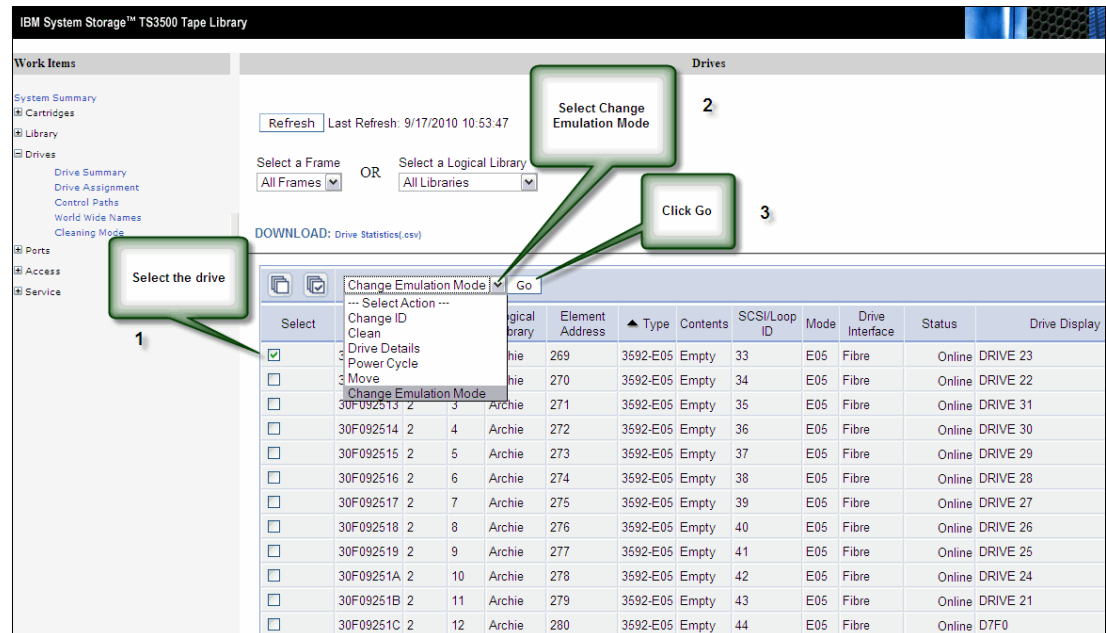 IBM System Storage™ TS3500 Tape Library
Work Items
Drives
System Summary
Cartridges
Library
Drives
Drive Summary
Drive Assignment
Control Paths
World Wide Names
Cleaning Mode
Ports
Access
Service
Refresh Last Refresh: 9/17/2010 10:53:47
Select a Frame OR Select a Logical Library
All Frames All Libraries
DOWNLOAD: Drive Statistics(.csv)
Select Change Emulation Mode
2
Click Go
3
Select the drive
1
Change Emulation Mode Go
--- Select Action ---
Change ID
Clean
Drive Details
Power Cycle
Move
Change Emulation Mode
Select Element Address Type Contents SCSI/Loop ID Mode Drive Interface Status Drive Display
269 3592-E05 Empty 33 E05 Fibre Online DRIVE 23
270 3592-E05 Empty 34 E05 Fibre Online DRIVE 22
30F092513 2 3 Archie 271 3592-E05 Empty 35 E05 Fibre Online DRIVE 31
30F092514 2 4 Archie 272 3592-E05 Empty 36 E05 Fibre Online DRIVE 30
30F092515 2 5 Archie 273 3592-E05 Empty 37 E05 Fibre Online DRIVE 29
30F092516 2 6 Archie 274 3592-E05 Empty 38 E05 Fibre Online DRIVE 28
30F092517 2 7 Archie 275 3592-E05 Empty 39 E05 Fibre Online DRIVE 27
30F092518 2 8 Archie 276 3592-E05 Empty 40 E05 Fibre Online DRIVE 26
30F092519 2 9 Archie 277 3592-E05 Empty 41 E05 Fibre Online DRIVE 25
30F09251A 2 10 Archie 278 3592-E05 Empty 42 E05 Fibre Online DRIVE 24
30F09251B 2 11 Archie 279 3592-E05 Empty 43 E05 Fibre Online DRIVE 21
30F09251C 2 12 Archie 280 3592-E05 Empty 44 E05 Fibre Online D7F0